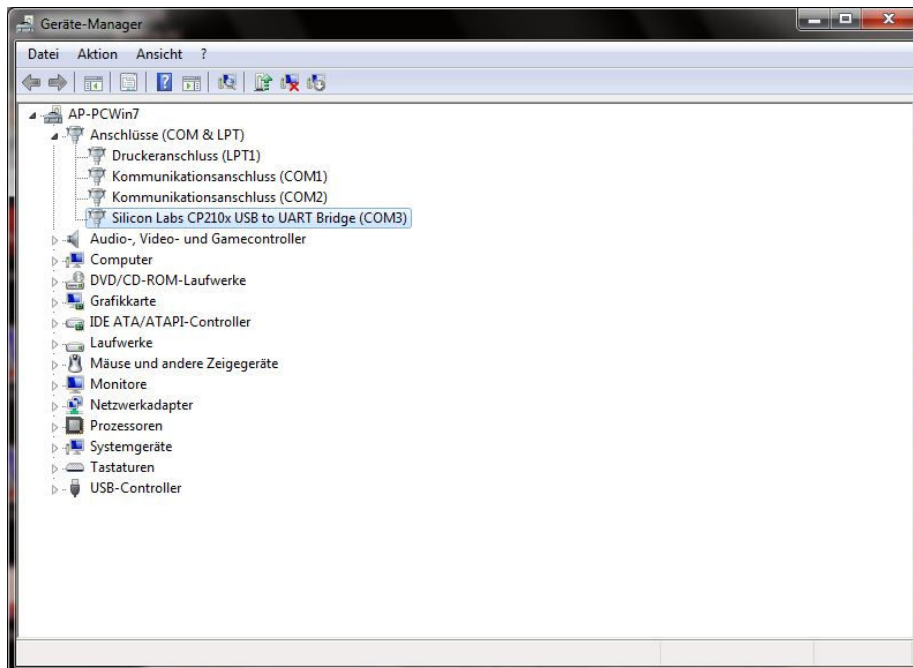 Geräte-Manager
Datei Aktion Ansicht ?
AP-PCWin7
Anschlüsse (COM & LPT)
Druckeranschluss (LPT1)
Kommunikationsanschluss (COM1)
Kommunikationsanschluss (COM2)
Silicon Labs CP210x USB to UART Bridge (COM3)
Audio-, Video- und Gamecontroller
Computer
DVD/CD-ROM-Laufwerke
Grafikkarte
IDE ATA/ATAPI-Controller
Laufwerke
Mäuse und andere Zeigegeräte
Monitore
Netzwerkadapter
Prozessoren
Systemgeräte
Tastaturen
USB-Controller